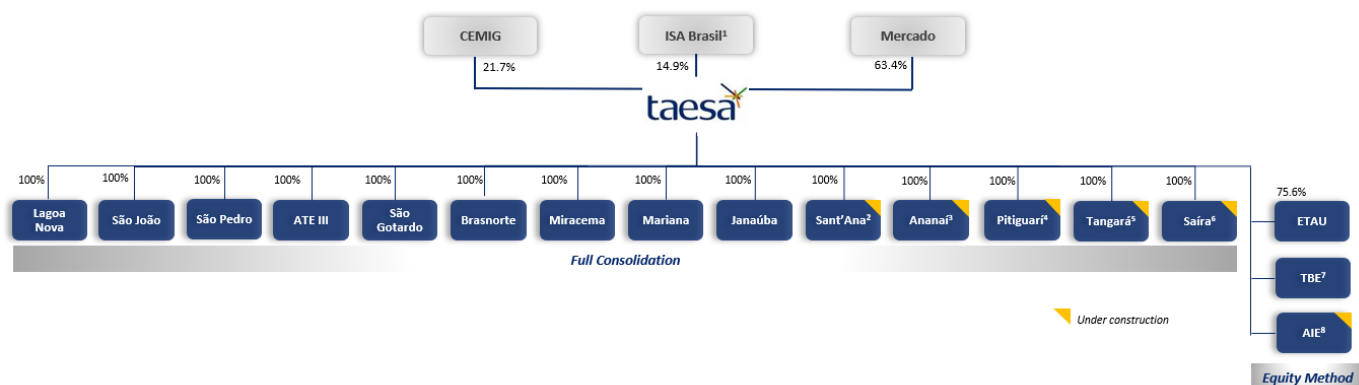 CEMIG
ISA Brasil¹
Mercado
21.7%
14.9%
63.4%
taesa
100%
100%
100%
100%
100%
100%
100%
100%
100%
100%
100%
100%
100%
100%
75.6%
Lagoa
Nova
São João
São Pedro
ATE III
São
Gotardo
Brasnorte
Miracema
Mariana
Janaúba
Sant'Ana²
Ananaí³
Pitiguarí⁴
Tangará⁵
Saíra⁶
ETAU
Full Consolidation
TBE⁷
Under construction
AIE⁸
Equity Method